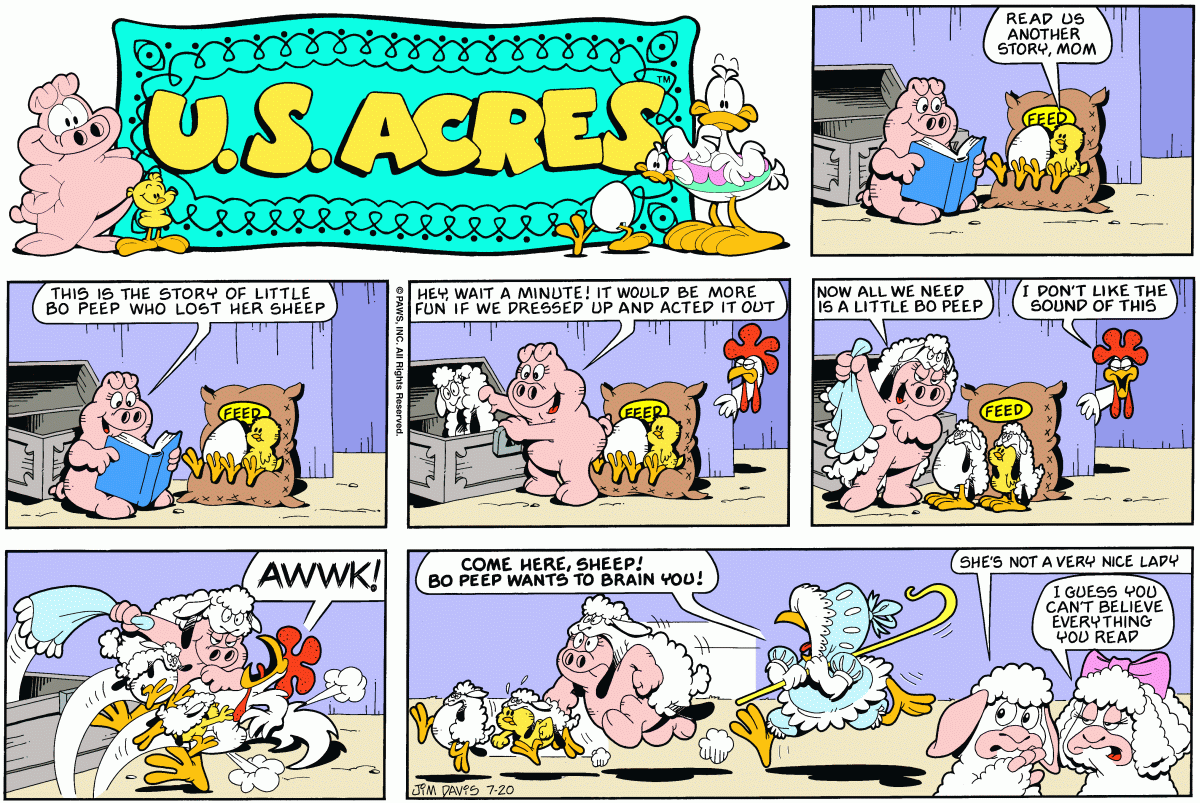 U.S. ACRES™
READ US
ANOTHER
STORY, MOM
FEED
THIS IS THE STORY OF LITTLE
BO PEEP WHO LOST HER SHEEP
FEED
© PAWS, INC. All Rights Reserved.
HEY, WAIT A MINUTE! IT WOULD BE MORE
FUN IF WE DRESSED UP AND ACTED IT OUT
FEED
NOW ALL WE NEED
IS A LITTLE BO PEEP
I DON'T LIKE THE
SOUND OF THIS
FEED
AWWK!
COME HERE, SHEEP!
BO PEEP WANTS TO BRAIN YOU!
SHE'S NOT A VERY NICE LADY
I GUESS YOU
CAN'T BELIEVE
EVERYTHING
YOU READ
JIM DAVIS 7-20